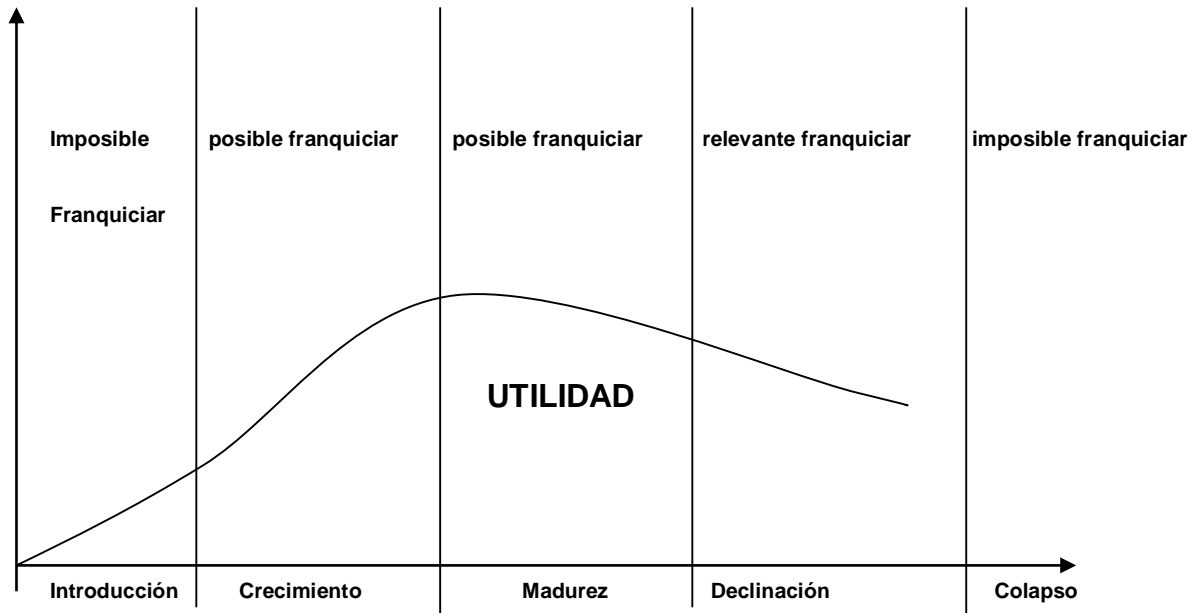 Imposible posible franquiciar posible franquiciar relevante franquiciar imposible franquiciar
Franquiciar
UTILIDAD
Introducción Crecimiento Madurez Declinación Colapso